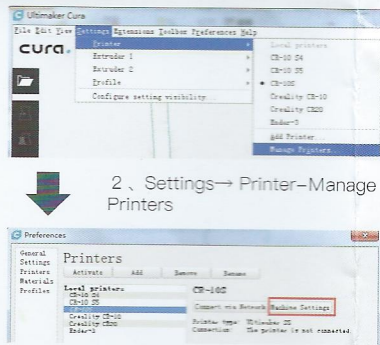 Ultimaker Cura
File Edit View Settings Extensions Toolbox Preferences Help
cura.
Printer
Extruder 1
Extruder 2
Profile
Configure setting visibility...
Local printers
CR-10 S4
CR-10 S5
CR-10S
Creality CR-10
Creality CR20
Ender-3
Add Printer...
Manage Printers...
2、Settings→ Printer-Manage
Printers
Preferences
General
Settings
Printers
Materials
Profiles
Printers
Activate Add Remove Rename
Local printers
CR-10 S4
CR-10 S5
CR-10S
Creality CR-10
Creality CR20
Ender-3
CR-10S
Connect via Network Machine Settings
Printer type: Ultimaker 2S
Connection: The printer is not connected.